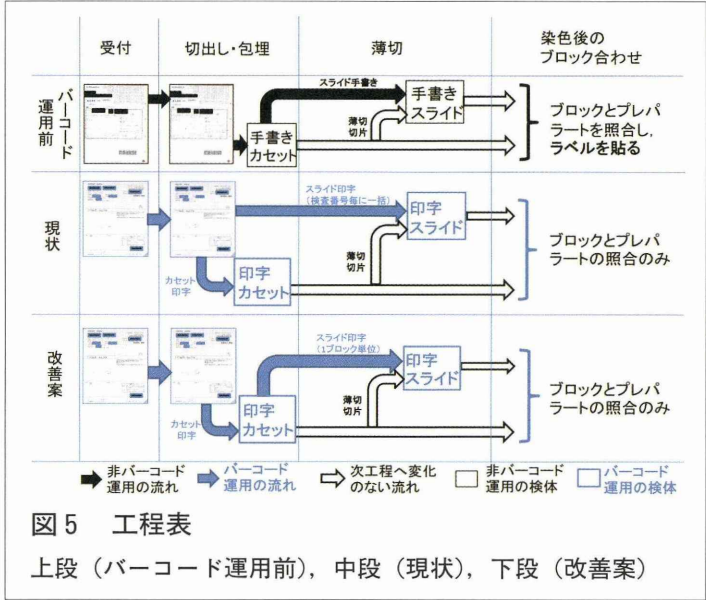 受付
切出し・包埋
薄切
染色後の
ブロック合わせ
バーコード
運用前
スライド手書き
手書き
スライド
手書き
カセット
薄切
切片
ブロックとプレパ
ラートを照合し,
ラベルを貼る
現状
スライド印字
(検査番号毎に一括)
印字
スライド
カセット
印字
印字
カセット
薄切
切片
ブロックとプレパ
ラートの照合のみ
改善案
スライド印字
(1ブロック単位)
印字
スライド
カセット
印字
印字
カセット
薄切
切片
ブロックとプレパ
ラートの照合のみ
非バーコード
運用の流れ
バーコード
運用の流れ
次工程へ変化
のない流れ
非バーコード
運用の検体
バーコード
運用の検体
図5 工程表
上段(バーコード運用前),中段(現状),下段(改善案)